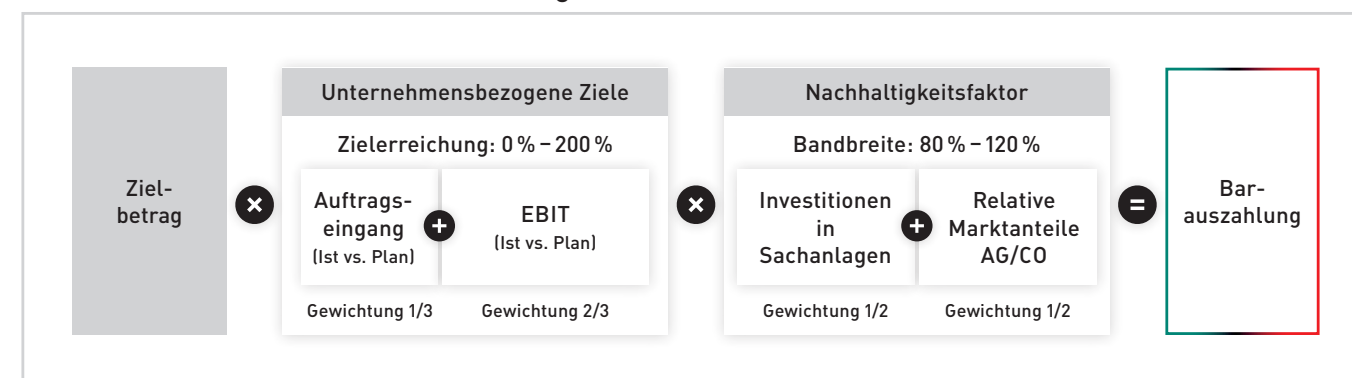 Ziel-
betrag
×
Unternehmensbezogene Ziele
Zielerreichung: 0 % – 200 %
Auftrags-
eingang
(Ist vs. Plan)
+
EBIT
(Ist vs. Plan)
Gewichtung 1/3
Gewichtung 2/3
×
Nachhaltigkeitsfaktor
Bandbreite: 80 % – 120 %
Investitionen
in
Sachanlagen
+
Relative
Marktanteile
AG/CO
Gewichtung 1/2
Gewichtung 1/2
=
Bar-
auszahlung